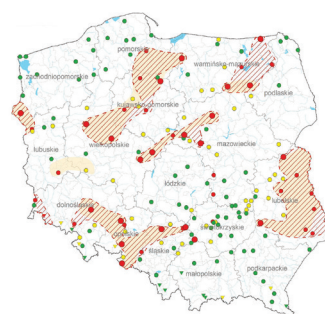 pomorskie
warmińsko-mazurskie
zachodniopomorskie
podlaskie
kujawsko-pomorskie
mazowieckie
wielkopolskie
lubuskie
łódzkie
lubelskie
dolnośląskie
świętokrzyskie
opolskie
śląskie
podkarpackie
małopolskie